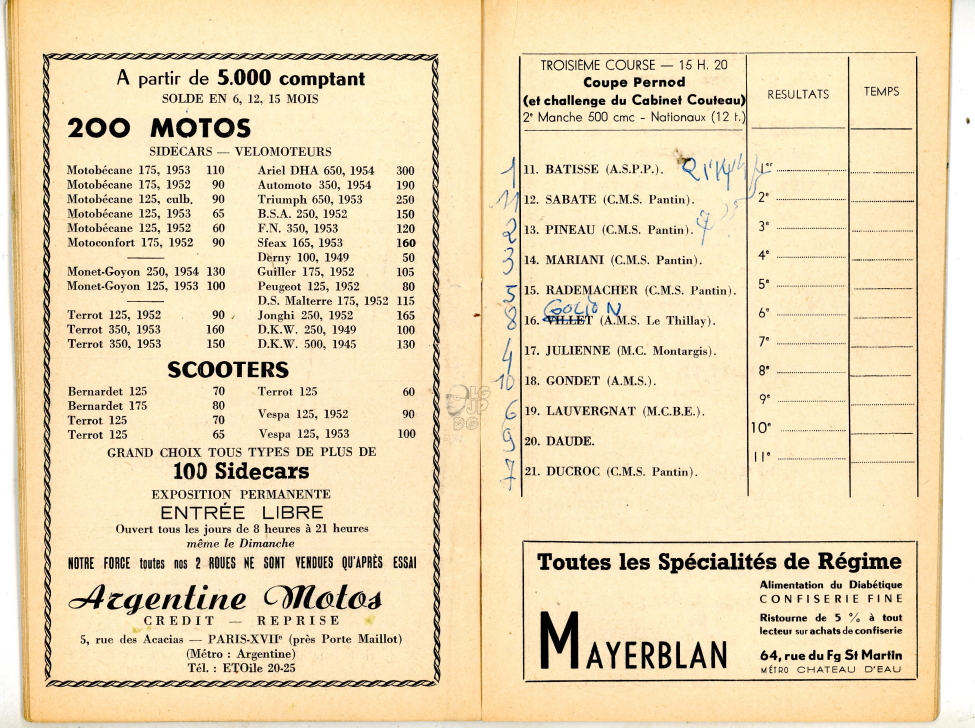 A partir de 5.000 comptant
SOLDE EN 6, 12, 15 MOIS
200 MOTOS
SIDECARS — VELOMOTEURS
Motobécane 175, 1953 110
Motobécane 175, 1952 90
Motobécane 125, culb. 90
Motobécane 125, 1953 65
Motobécane 125, 1952 60
Motoconfort 175, 1952 90
Monet-Goyon 250, 1954 130
Monet-Goyon 125, 1953 100
Terrot 125, 1952 90
Terrot 350, 1953 160
Terrot 350, 1953 150
Ariel DHA 650, 1954 300
Automoto 350, 1954 190
Triumph 650, 1953 250
B.S.A. 250, 1952 150
F.N. 350, 1953 120
Sfeax 165, 1953 160
Derny 100, 1949 50
Guiller 175, 1952 105
Peugeot 125, 1952 80
D.S. Malterre 175, 1952 115
Jonghi 250, 1952 165
D.K.W. 250, 1949 100
D.K.W. 500, 1945 130
SCOOTERS
Bernardet 125 70
Bernardet 175 80
Terrot 125 70
Terrot 125 65
Terrot 125 60
Vespa 125, 1952 90
Vespa 125, 1953 100
GRAND CHOIX TOUS TYPES DE PLUS DE
100 Sidecars
EXPOSITION PERMANENTE
ENTRÉE LIBRE
Ouvert tous les jours de 8 heures à 21 heures
même le Dimanche
NOTRE FORCE toutes nos 2 ROUES NE SONT VENDUES QU'APRÈS ESSAI
Argentine Motos
CREDIT — REPRISE
5, rue des Acacias — PARIS-XVIIe (près Porte Maillot)
(Métro : Argentine)
Tél. : ETOile 20-25
TROISIÈME COURSE — 15 H. 20
Coupe Pernod
(et challenge du Cabinet Couteau)
2e Manche 500 cmc - Nationaux (12 t.)
RESULTATS
TEMPS
1 11. BATISSE (A.S.P.P.). 1er
11 12. SABATE (C.M.S. Pantin). 2e
2 13. PINEAU (C.M.S. Pantin). 3e
3 14. MARIANI (C.M.S. Pantin). 4e
5 15. RADEMACHER (C.M.S. Pantin). 5e
GOLION
8 16. VILLET (A.M.S. Le Thillay). 6e
4 17. JULIENNE (M.C. Montargis). 7e
10 18. GONDET (A.M.S.). 8e
6 19. LAUVERGNAT (M.C.B.E.). 9e
9 20. DAUDE. 10e
7 21. DUCROC (C.M.S. Pantin). 11e
Toutes les Spécialités de Régime
MAYERBLAN
Alimentation du Diabétique
CONFISERIE FINE
Ristourne de 5 % à tout
lecteur sur achats de confiserie
64, rue du Fg St Martin
MÉTRO CHATEAU D'EAU